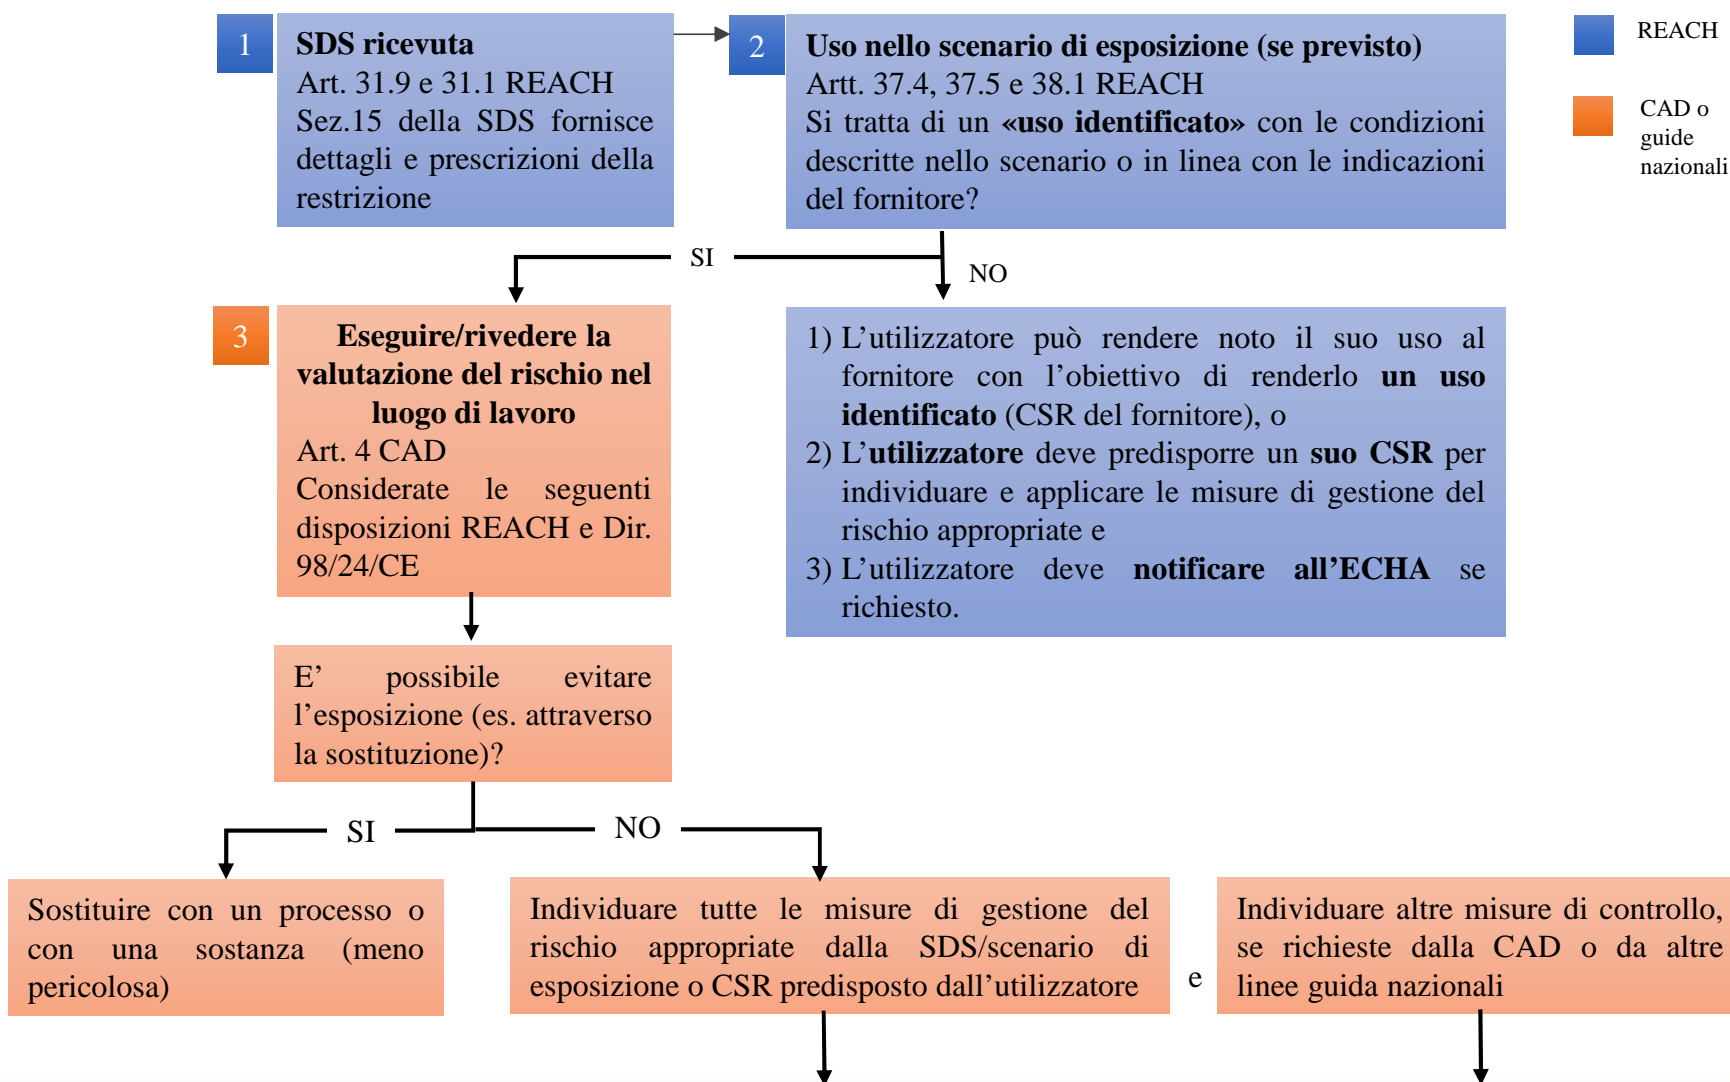 1
SDS ricevuta
Art. 31.9 e 31.1 REACH
Sez.15 della SDS fornisce
dettagli e prescrizioni della
restrizione
2
Uso nello scenario di esposizione (se previsto)
Artt. 37.4, 37.5 e 38.1 REACH
Si tratta di un «uso identificato» con le condizioni
descritte nello scenario o in linea con le indicazioni
del fornitore?
REACH
CAD o
guide
nazionali
SI
NO
3
Eseguire/rivedere la
valutazione del rischio nel
luogo di lavoro
Art. 4 CAD
Considerate le seguenti
disposizioni REACH e Dir.
98/24/CE
1) L’utilizzatore può rendere noto il suo uso al
fornitore con l’obiettivo di renderlo un uso
identificato (CSR del fornitore), o
2) L’utilizzatore deve predisporre un suo CSR per
individuare e applicare le misure di gestione del
rischio appropriate e
3) L’utilizzatore deve notificare all’ECHA se
richiesto.
E’ possibile evitare
l’esposizione (es. attraverso
la sostituzione)?
SI
NO
Sostituire con un processo o
con una sostanza (meno
pericolosa)
Individuare tutte le misure di gestione del
rischio appropriate dalla SDS/scenario di
esposizione o CSR predisposto dall’utilizzatore
e
Individuare altre misure di controllo,
se richieste dalla CAD o da altre
linee guida nazionali